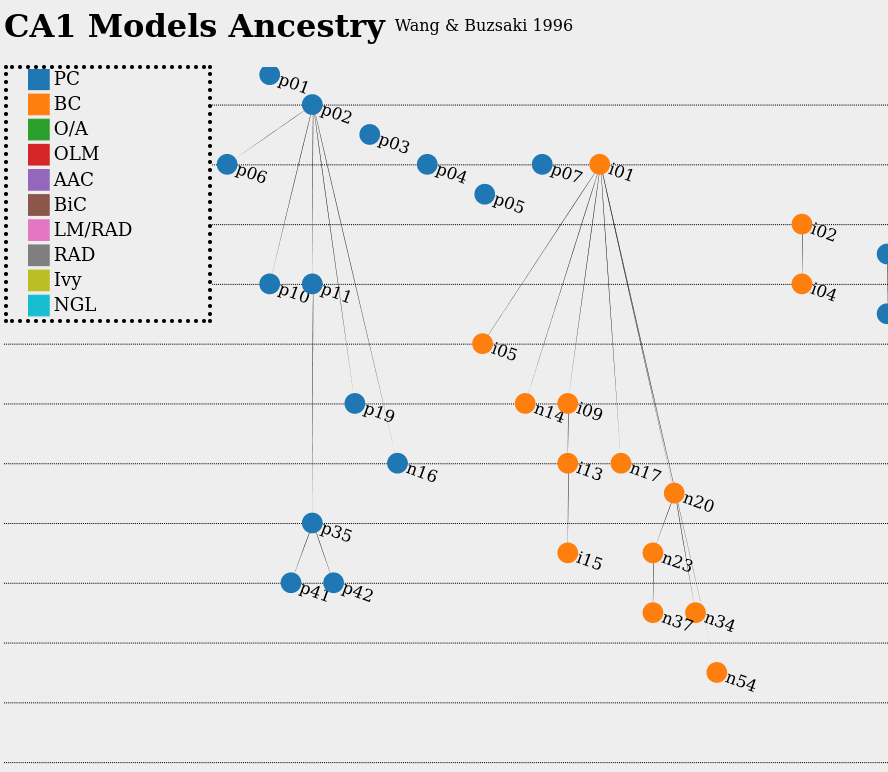 CA1 Models Ancestry Wang & Buzsaki 1996
PC
BC
O/A
OLM
AAC
BiC
LM/RAD
RAD
Ivy
NGL
p01
p02
p03
p06
p04
p07
i01
p05
i02
p10
p11
i04
i05
p19
n14
i09
n16
i13
n17
n20
p35
i15
n23
p41
p42
n37
n34
n54